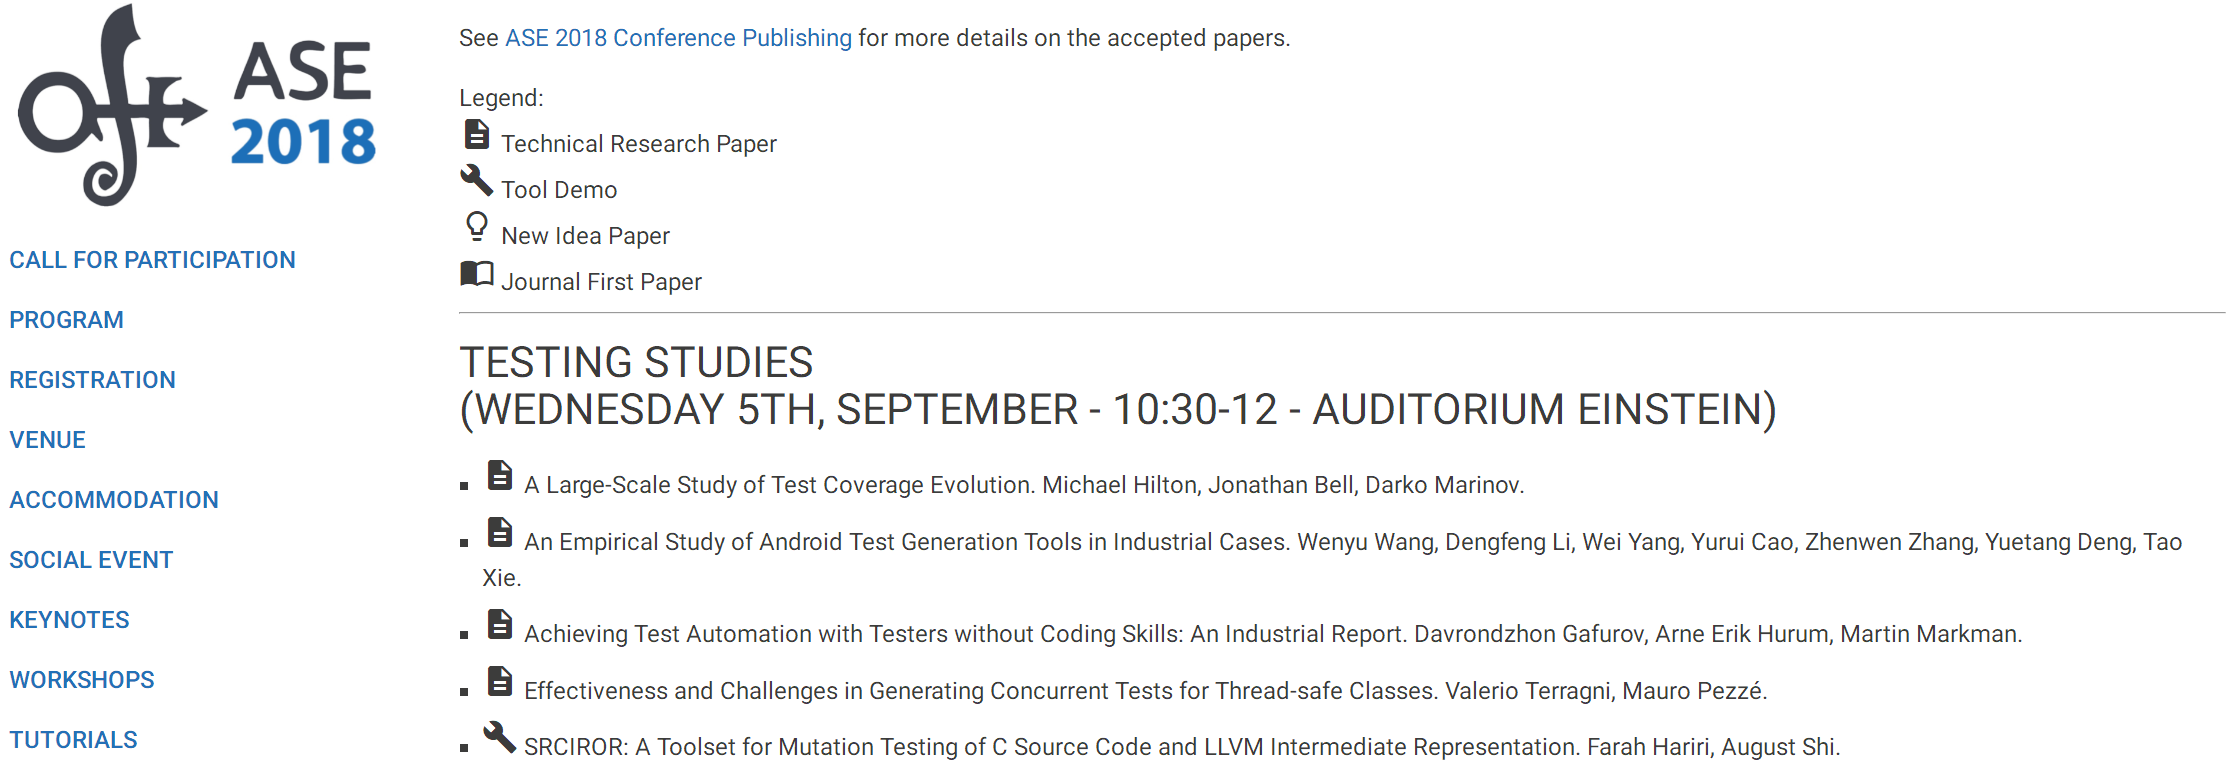 ASE
2018
CALL FOR PARTICIPATION
PROGRAM
REGISTRATION
VENUE
ACCOMMODATION
SOCIAL EVENT
KEYNOTES
WORKSHOPS
TUTORIALS
See ASE 2018 Conference Publishing for more details on the accepted papers.
Legend:
Technical Research Paper
Tool Demo
New Idea Paper
Journal First Paper
TESTING STUDIES
(WEDNESDAY 5TH, SEPTEMBER - 10:30-12 - AUDITORIUM EINSTEIN)
A Large-Scale Study of Test Coverage Evolution. Michael Hilton, Jonathan Bell, Darko Marinov.
An Empirical Study of Android Test Generation Tools in Industrial Cases. Wenyu Wang, Dengfeng Li, Wei Yang, Yurui Cao, Zhenwen Zhang, Yuetang Deng, Tao
Xie.
Achieving Test Automation with Testers without Coding Skills: An Industrial Report. Davrondzhon Gafurov, Arne Erik Hurum, Martin Markman.
Effectiveness and Challenges in Generating Concurrent Tests for Thread-safe Classes. Valerio Terragni, Mauro Pezzé.
SRCIROR: A Toolset for Mutation Testing of C Source Code and LLVM Intermediate Representation. Farah Hariri, August Shi.